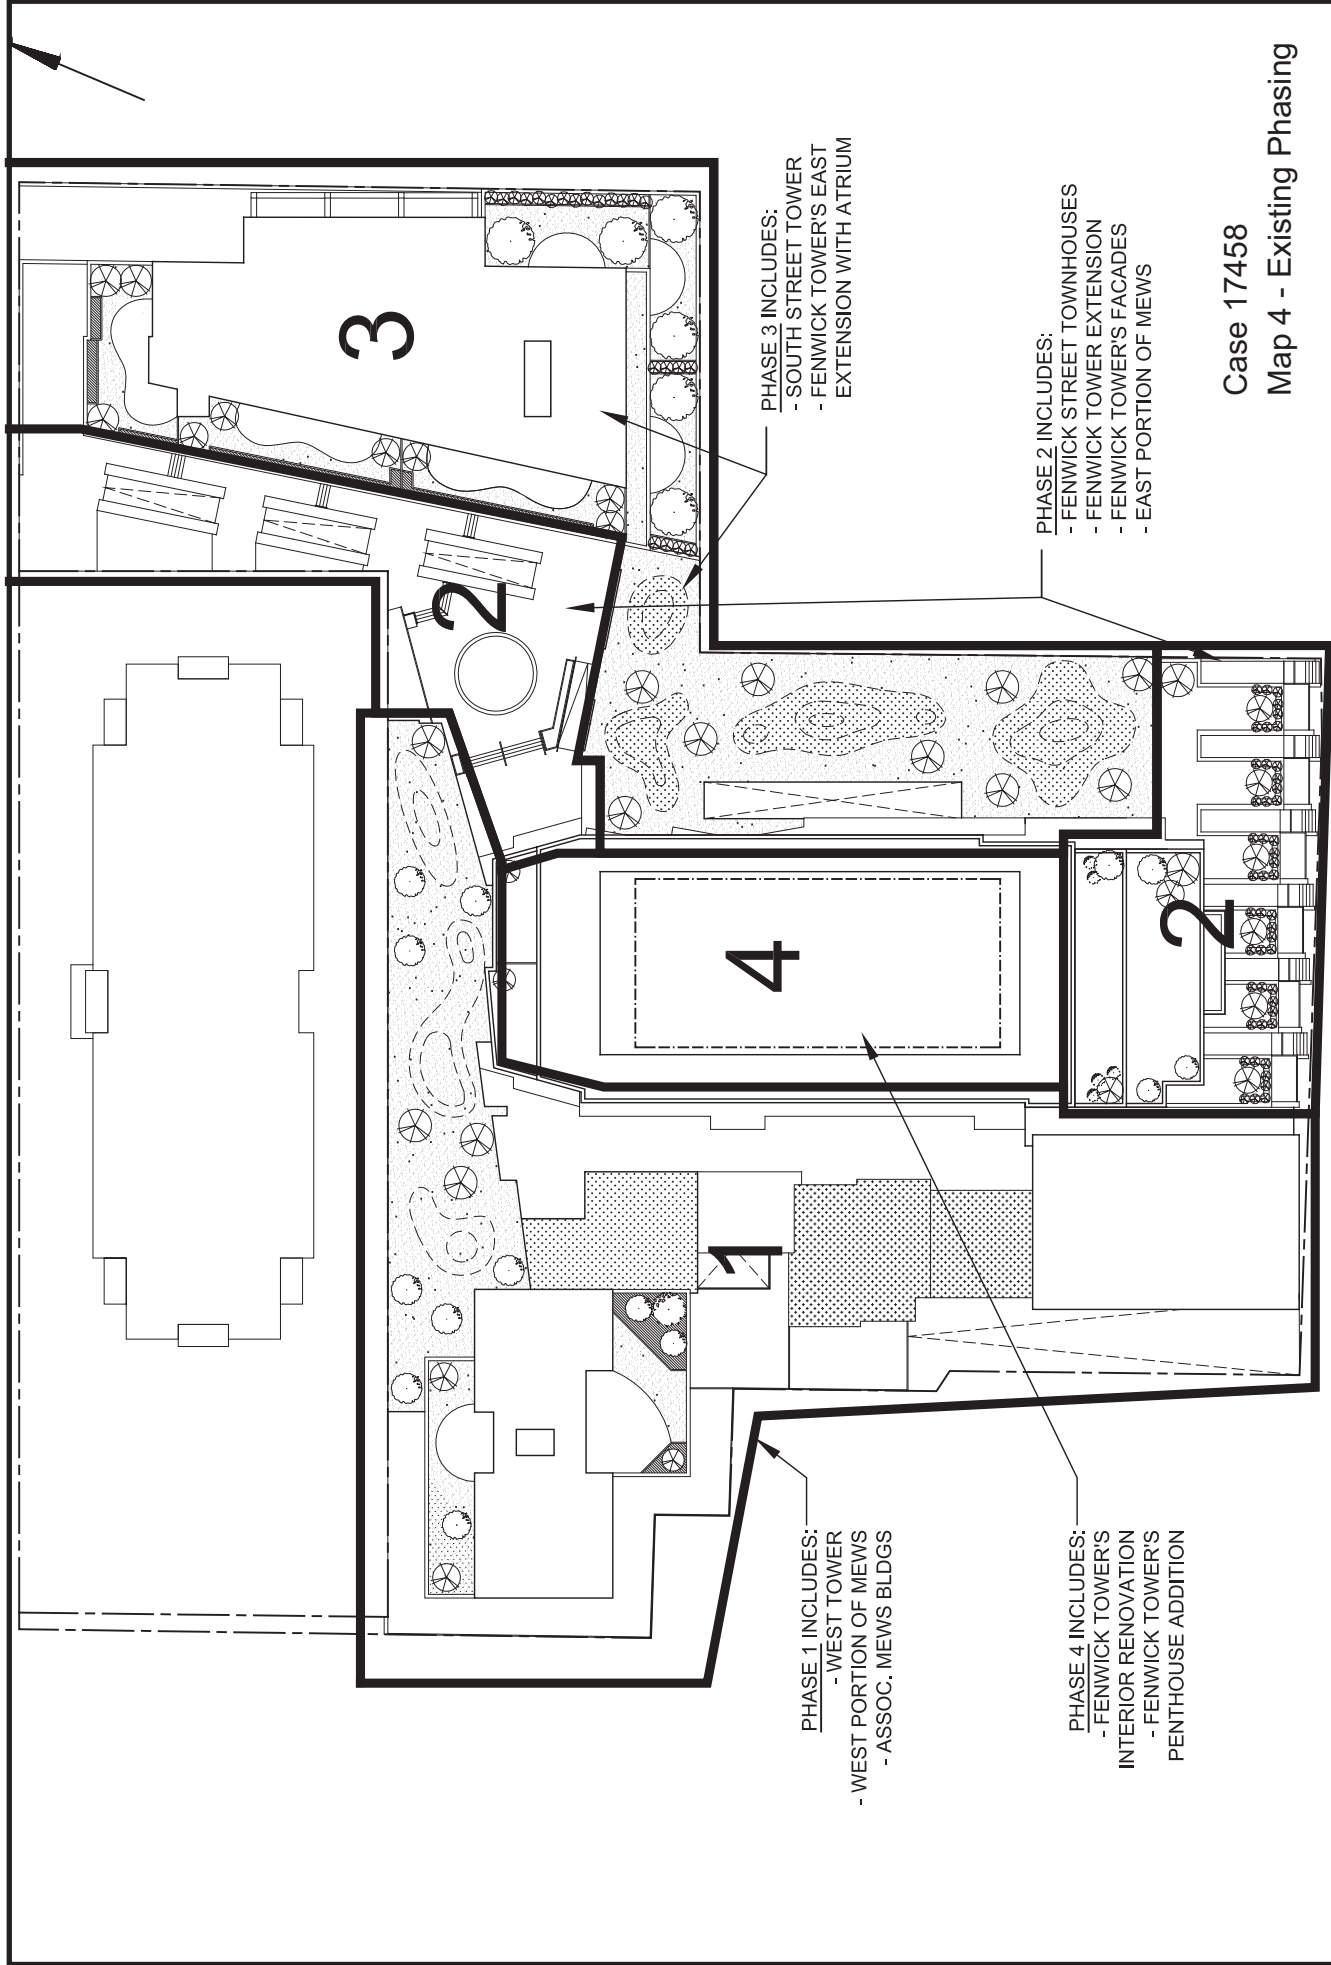 PHASE 1 INCLUDES:
- WEST TOWER
- WEST PORTION OF MEWS
- ASSOC. MEWS BLDGS
PHASE 4 INCLUDES:
- FENWICK TOWER'S
INTERIOR RENOVATION
- FENWICK TOWER'S
PENTHOUSE ADDITION
1
4
2
2
3
PHASE 3 INCLUDES:
- SOUTH STREET TOWER
- FENWICK TOWER'S EAST
EXTENSION WITH ATRIUM
PHASE 2 INCLUDES:
- FENWICK STREET TOWNHOUSES
- FENWICK TOWER EXTENSION
- FENWICK TOWER'S FACADES
- EAST PORTION OF MEWS
Case 17458
Map 4 - Existing Phasing